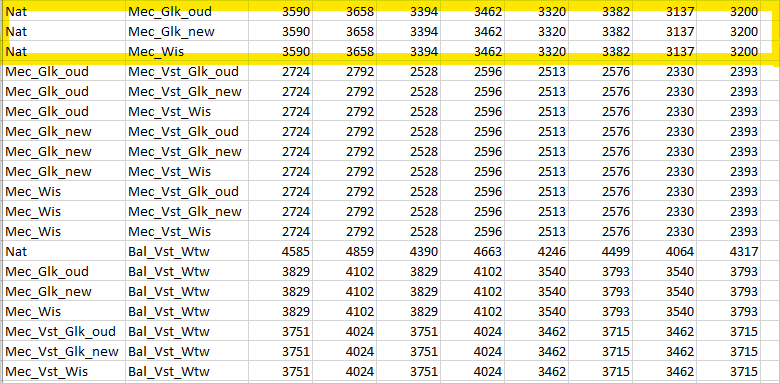 Nat Mec_Glk_oud 3590 3658 3394 3462 3320 3382 3137 3200
Nat Mec_Glk_new 3590 3658 3394 3462 3320 3382 3137 3200
Nat Mec_Wis 3590 3658 3394 3462 3320 3382 3137 3200
Mec_Glk_oud Mec_Vst_Glk_oud 2724 2792 2528 2596 2513 2576 2330 2393
Mec_Glk_oud Mec_Vst_Glk_new 2724 2792 2528 2596 2513 2576 2330 2393
Mec_Glk_oud Mec_Vst_Wis 2724 2792 2528 2596 2513 2576 2330 2393
Mec_Glk_new Mec_Vst_Glk_oud 2724 2792 2528 2596 2513 2576 2330 2393
Mec_Glk_new Mec_Vst_Glk_new 2724 2792 2528 2596 2513 2576 2330 2393
Mec_Glk_new Mec_Vst_Wis 2724 2792 2528 2596 2513 2576 2330 2393
Mec_Wis Mec_Vst_Glk_oud 2724 2792 2528 2596 2513 2576 2330 2393
Mec_Wis Mec_Vst_Glk_new 2724 2792 2528 2596 2513 2576 2330 2393
Mec_Wis Mec_Vst_Wis 2724 2792 2528 2596 2513 2576 2330 2393
Nat Bal_Vst_Wtw 4585 4859 4390 4663 4246 4499 4064 4317
Mec_Glk_oud Bal_Vst_Wtw 3829 4102 3829 4102 3540 3793 3540 3793
Mec_Glk_new Bal_Vst_Wtw 3829 4102 3829 4102 3540 3793 3540 3793
Mec_Wis Bal_Vst_Wtw 3829 4102 3829 4102 3540 3793 3540 3793
Mec_Vst_Glk_oud Bal_Vst_Wtw 3751 4024 3751 4024 3462 3715 3462 3715
Mec_Vst_Glk_new Bal_Vst_Wtw 3751 4024 3751 4024 3462 3715 3462 3715
Mec_Vst_Wis Bal_Vst_Wtw 3751 4024 3751 4024 3462 3715 3462 3715